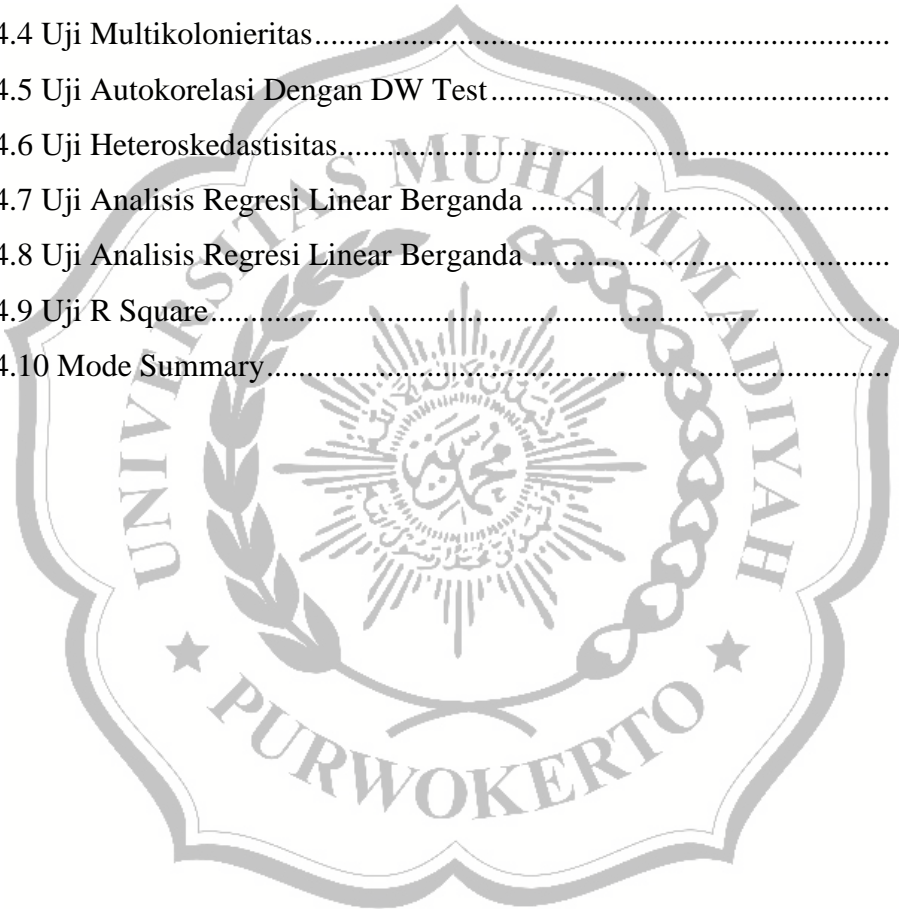 4.4 Uji Multikolonieritas
4.5 Uji Autokorelasi Dengan DW Test
4.6 Uji Heteroskedastisitas
4.7 Uji Analisis Regresi Linear Berganda
4.8 Uji Analisis Regresi Linear Berganda
4.9 Uji R Square
4.10 Mode Summary
UNIVERSITAS MUHAMMADIYAH
PURWOKERTO